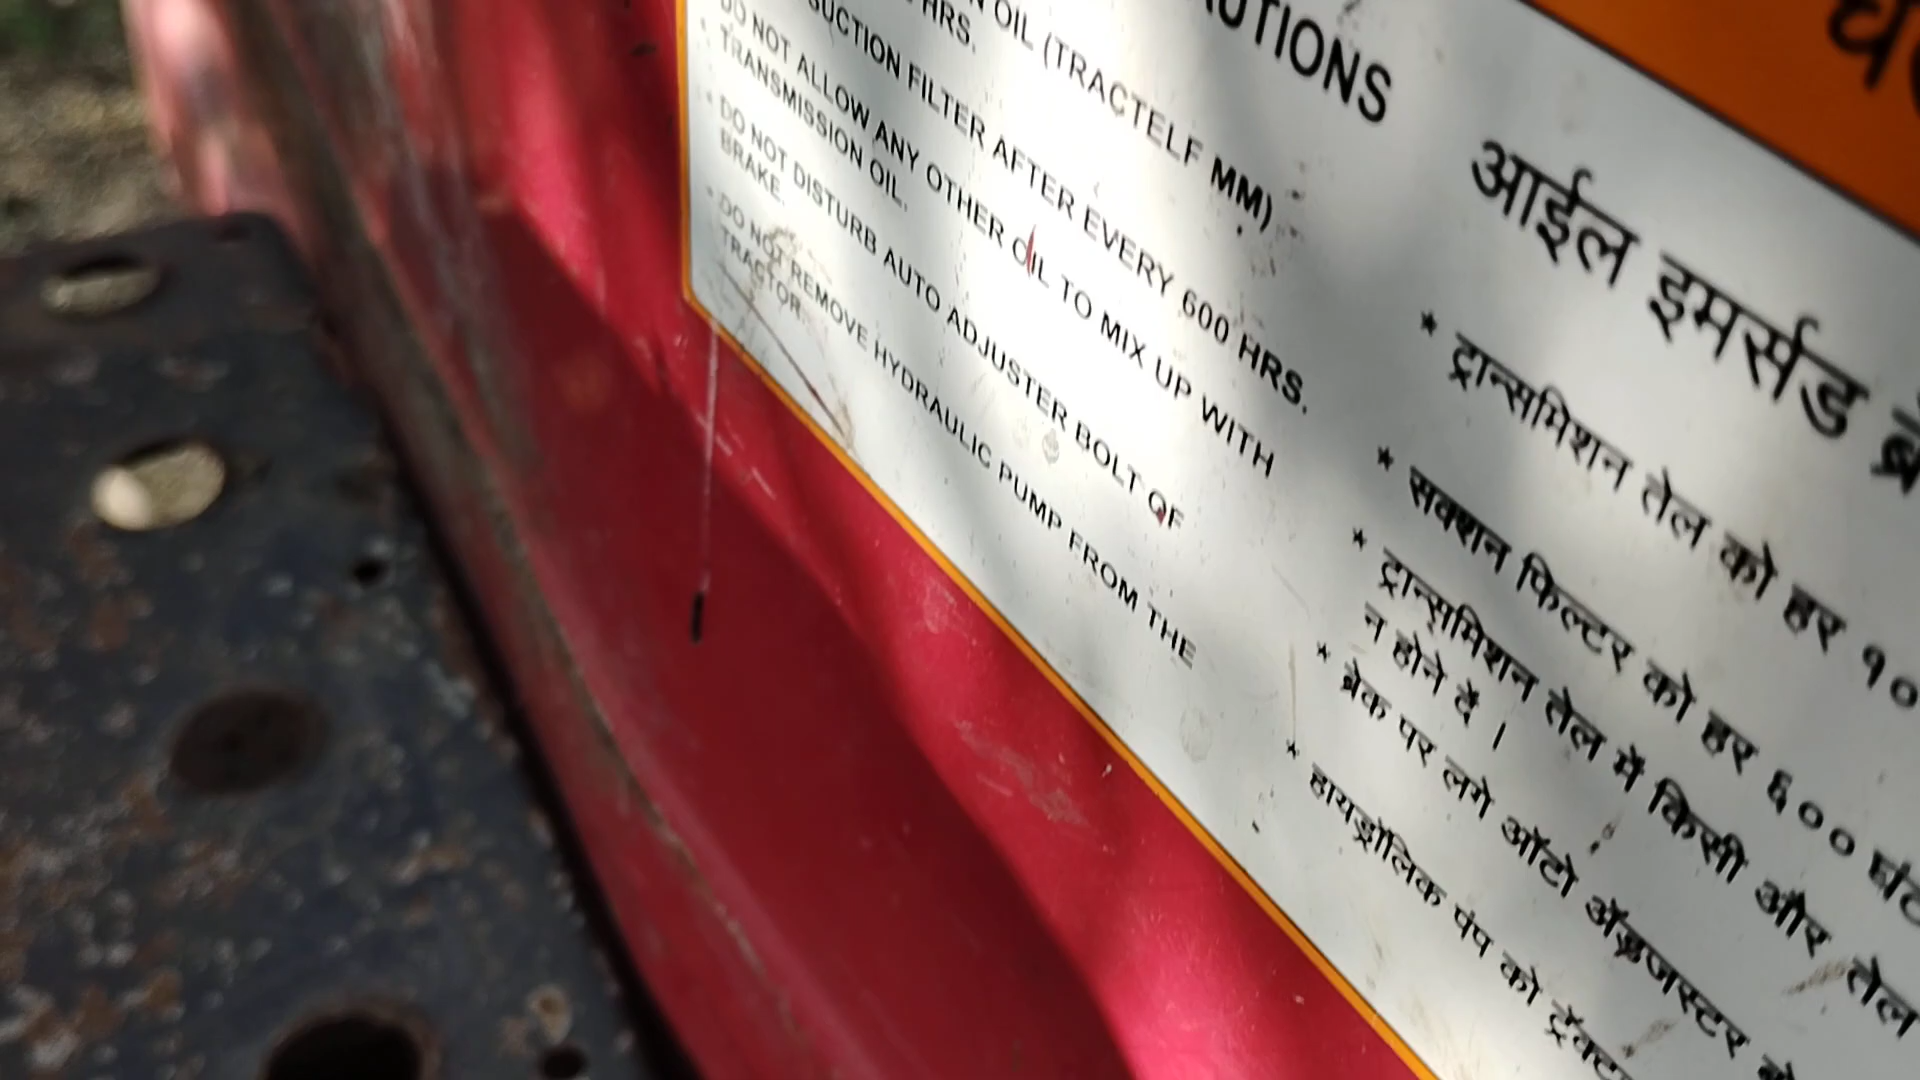 OIL (TRACTELF MM)
HRS.
SUCTION FILTER AFTER EVERY 600 HRS.
DO NOT ALLOW ANY OTHER OIL TO MIX UP WITH
TRANSMISSION OIL.
DO NOT DISTURB AUTO ADJUSTER BOLT OF
BRAKE.
DO NOT REMOVE HYDRAULIC PUMP FROM THE
TRACTOR.
आईल इमर्सड
* ट्रान्समिशन तेल को हर १०
* सक्शन फिल्टर को हर ६००
* ट्रान्समिशन तेल में किसी और तेल
न होने दें ।
* ब्रेक पर लगे ऑटो ॲड्जस्टर
* हायड्रॉलिक पंप को